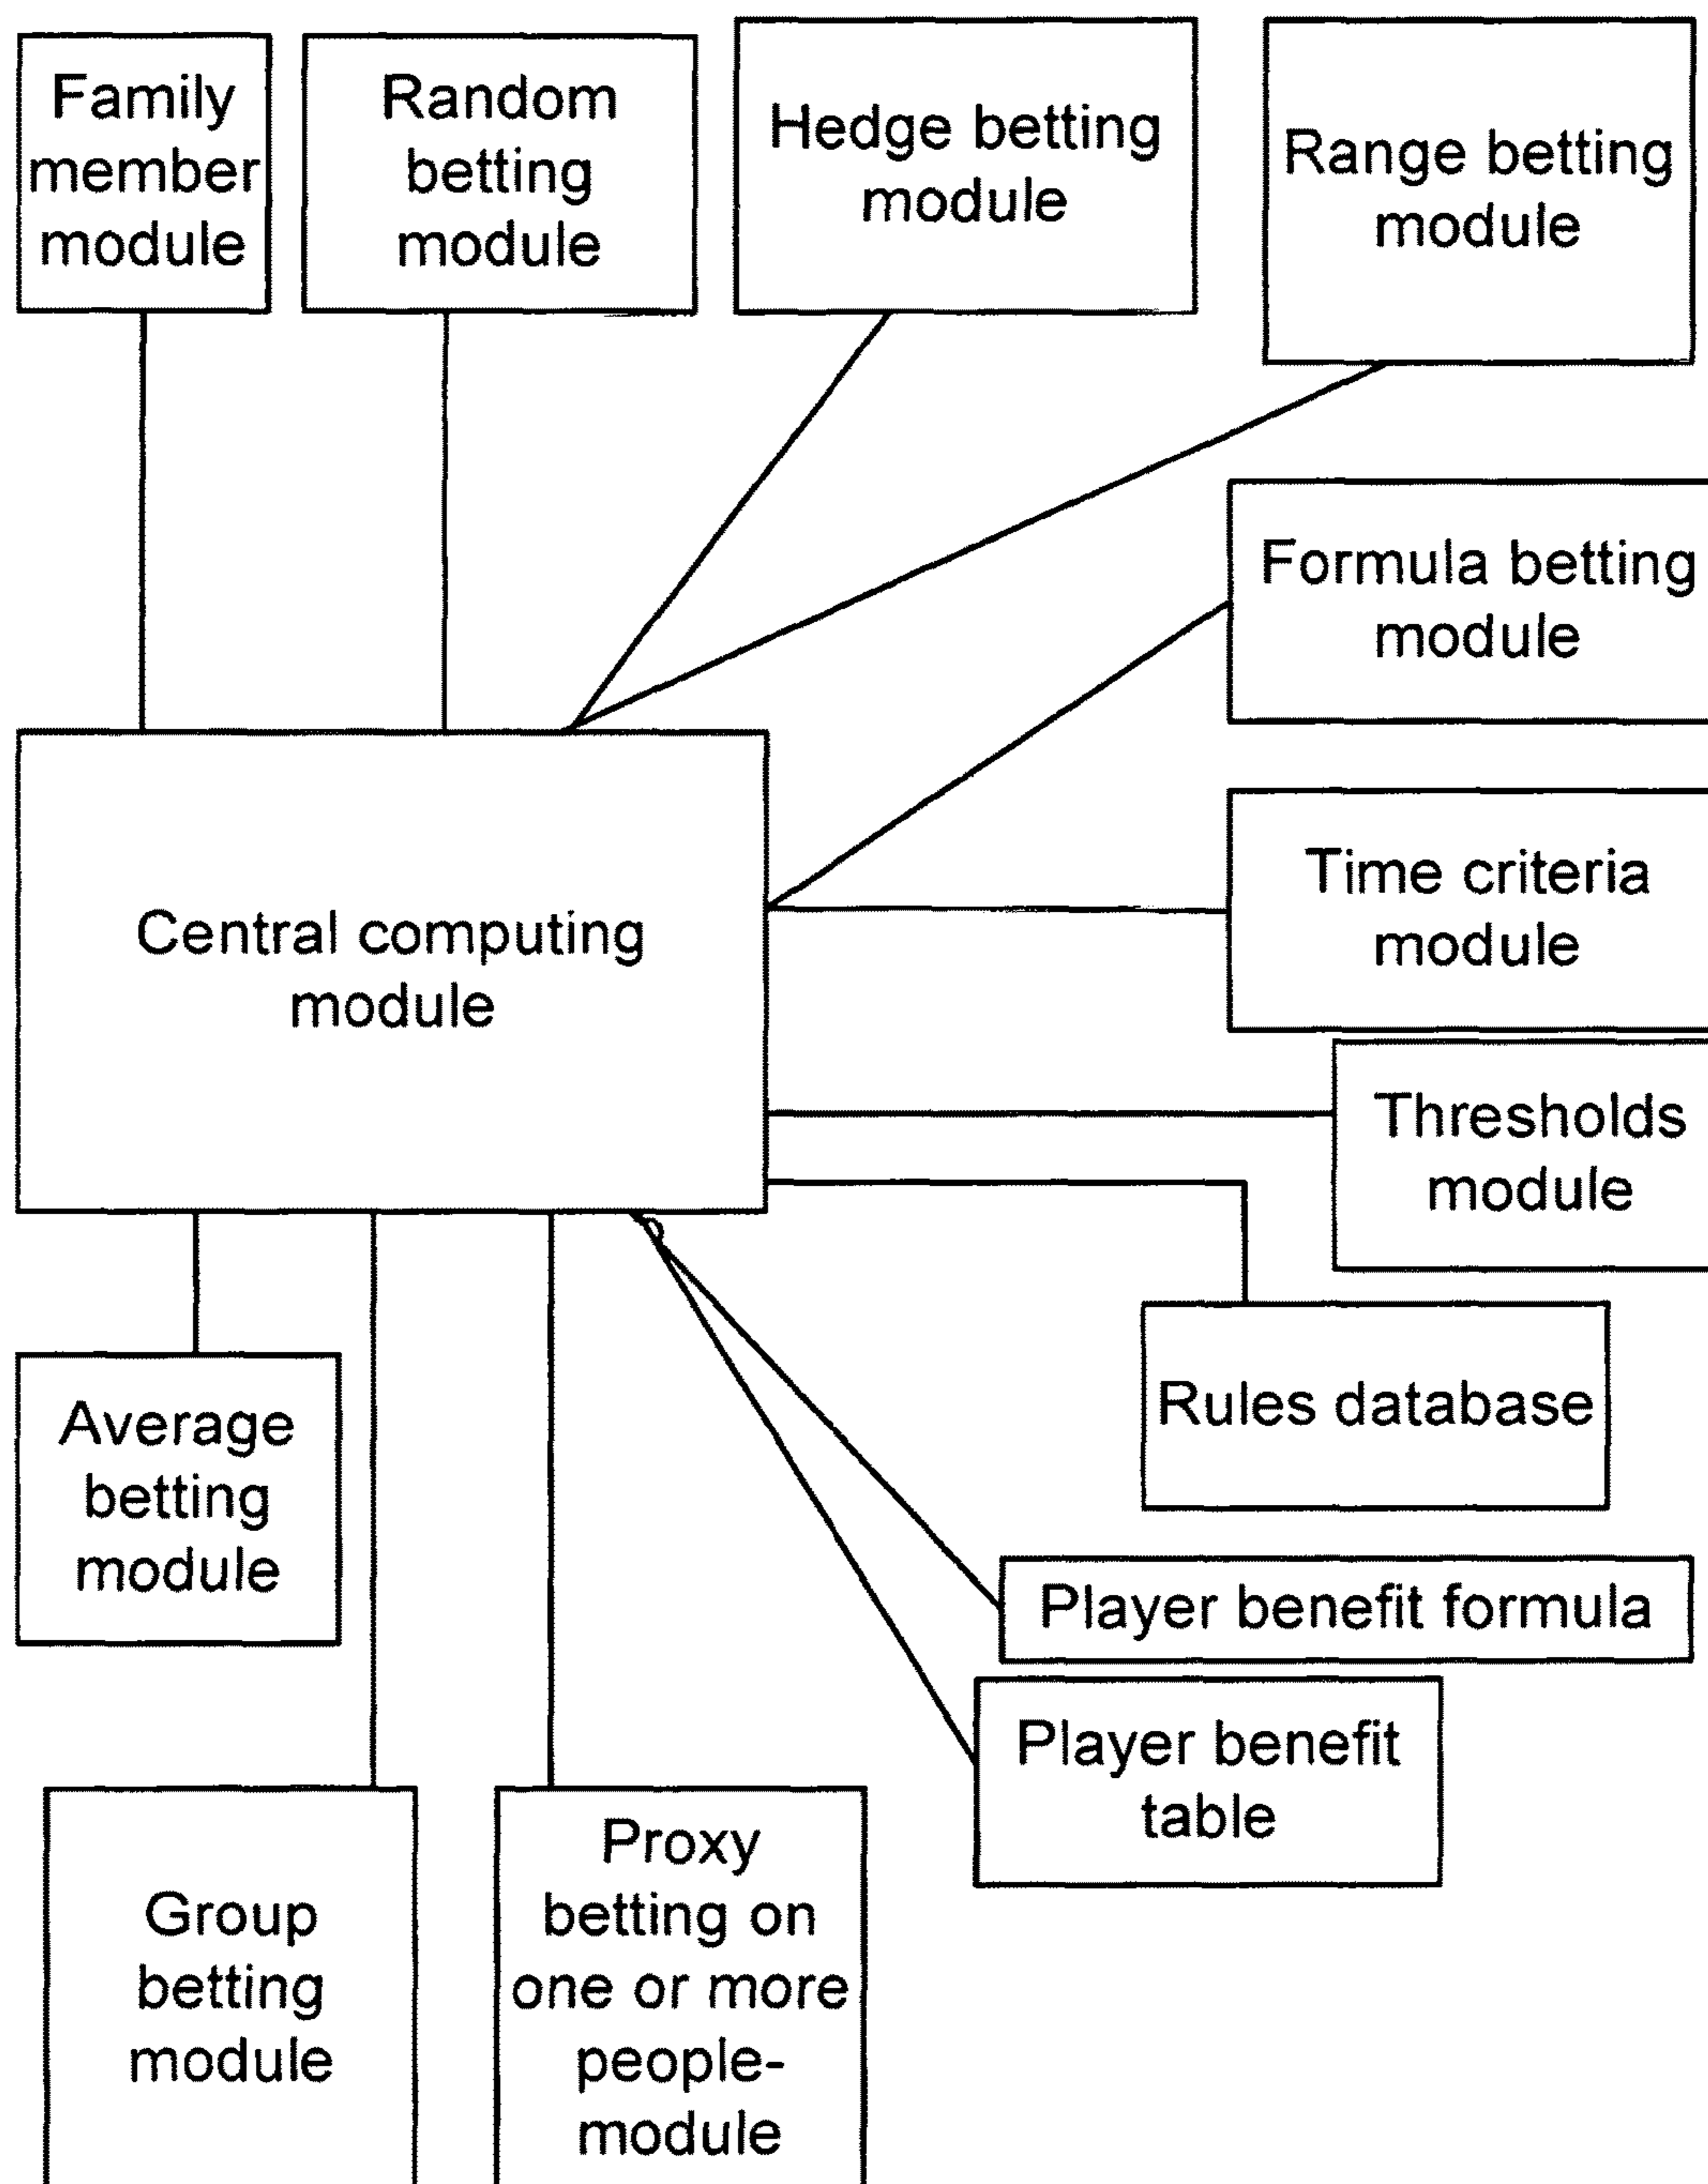 Family
member
module
Random
betting
module
Hedge betting
module
Range betting
module
Formula betting
module
Central computing
module
Time criteria
module
Thresholds
module
Rules database
Average
betting
module
Player benefit formula
Player benefit
table
Group
betting
module
Proxy
betting on
one or more
people-
module